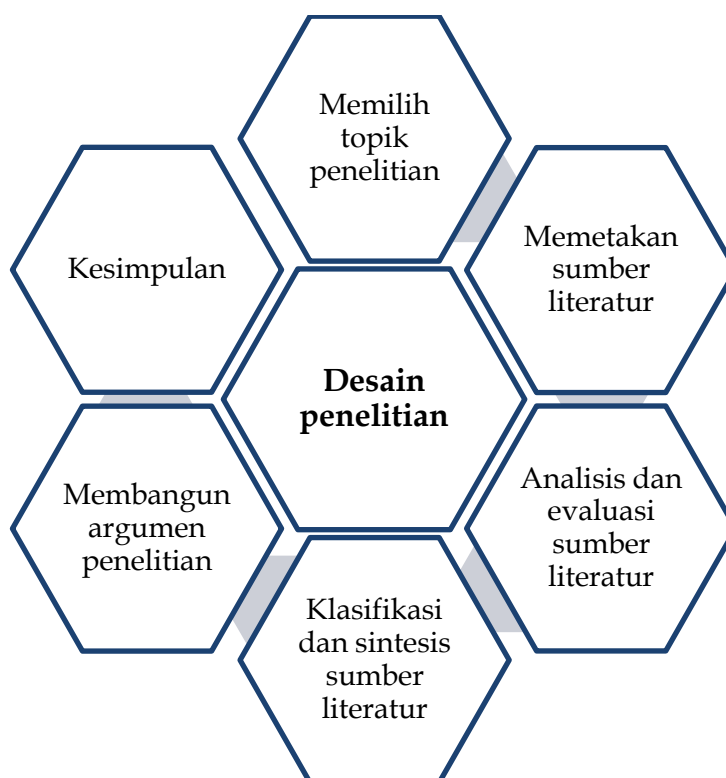 Memilih
topik
penelitian
Memetakan
sumber
literatur
Analisis dan
evaluasi
sumber
literatur
Klasifikasi
dan sintesis
sumber
literatur
Membangun
argumen
penelitian
Kesimpulan
Desain
penelitian